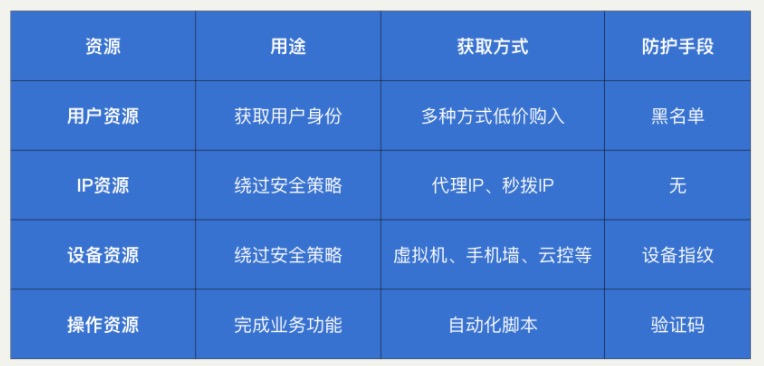 资源 用途 获取方式 防护手段
用户资源 获取用户身份 多种方式低价购入 黑名单
IP资源 绕过安全策略 代理IP、秒拨IP 无
设备资源 绕过安全策略 虚拟机、手机墙、云控等 设备指纹
操作资源 完成业务功能 自动化脚本 验证码